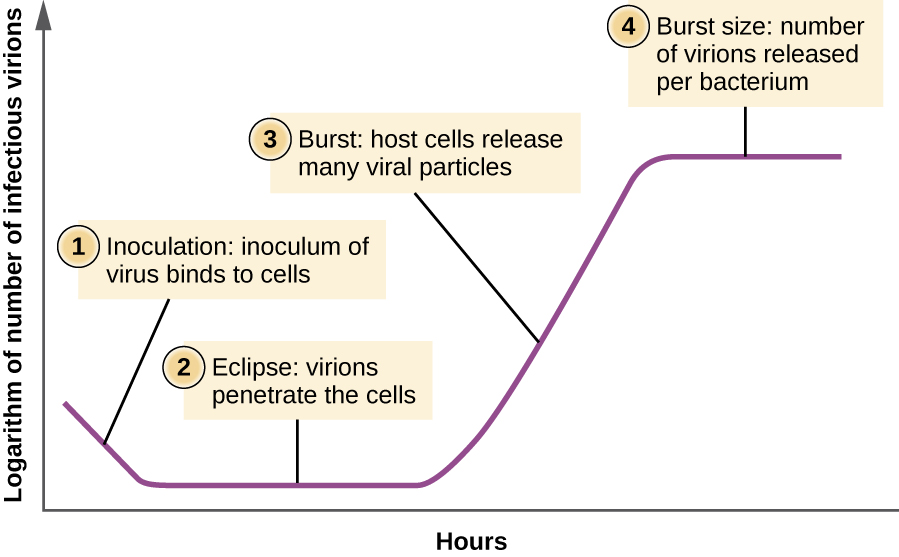 4 Burst size: number
of virions released
per bacterium
3 Burst: host cells release
many viral particles
1 Inoculation: inoculum of
virus binds to cells
2 Eclipse: virions
penetrate the cells
Logarithm of number of infectious virions
Hours